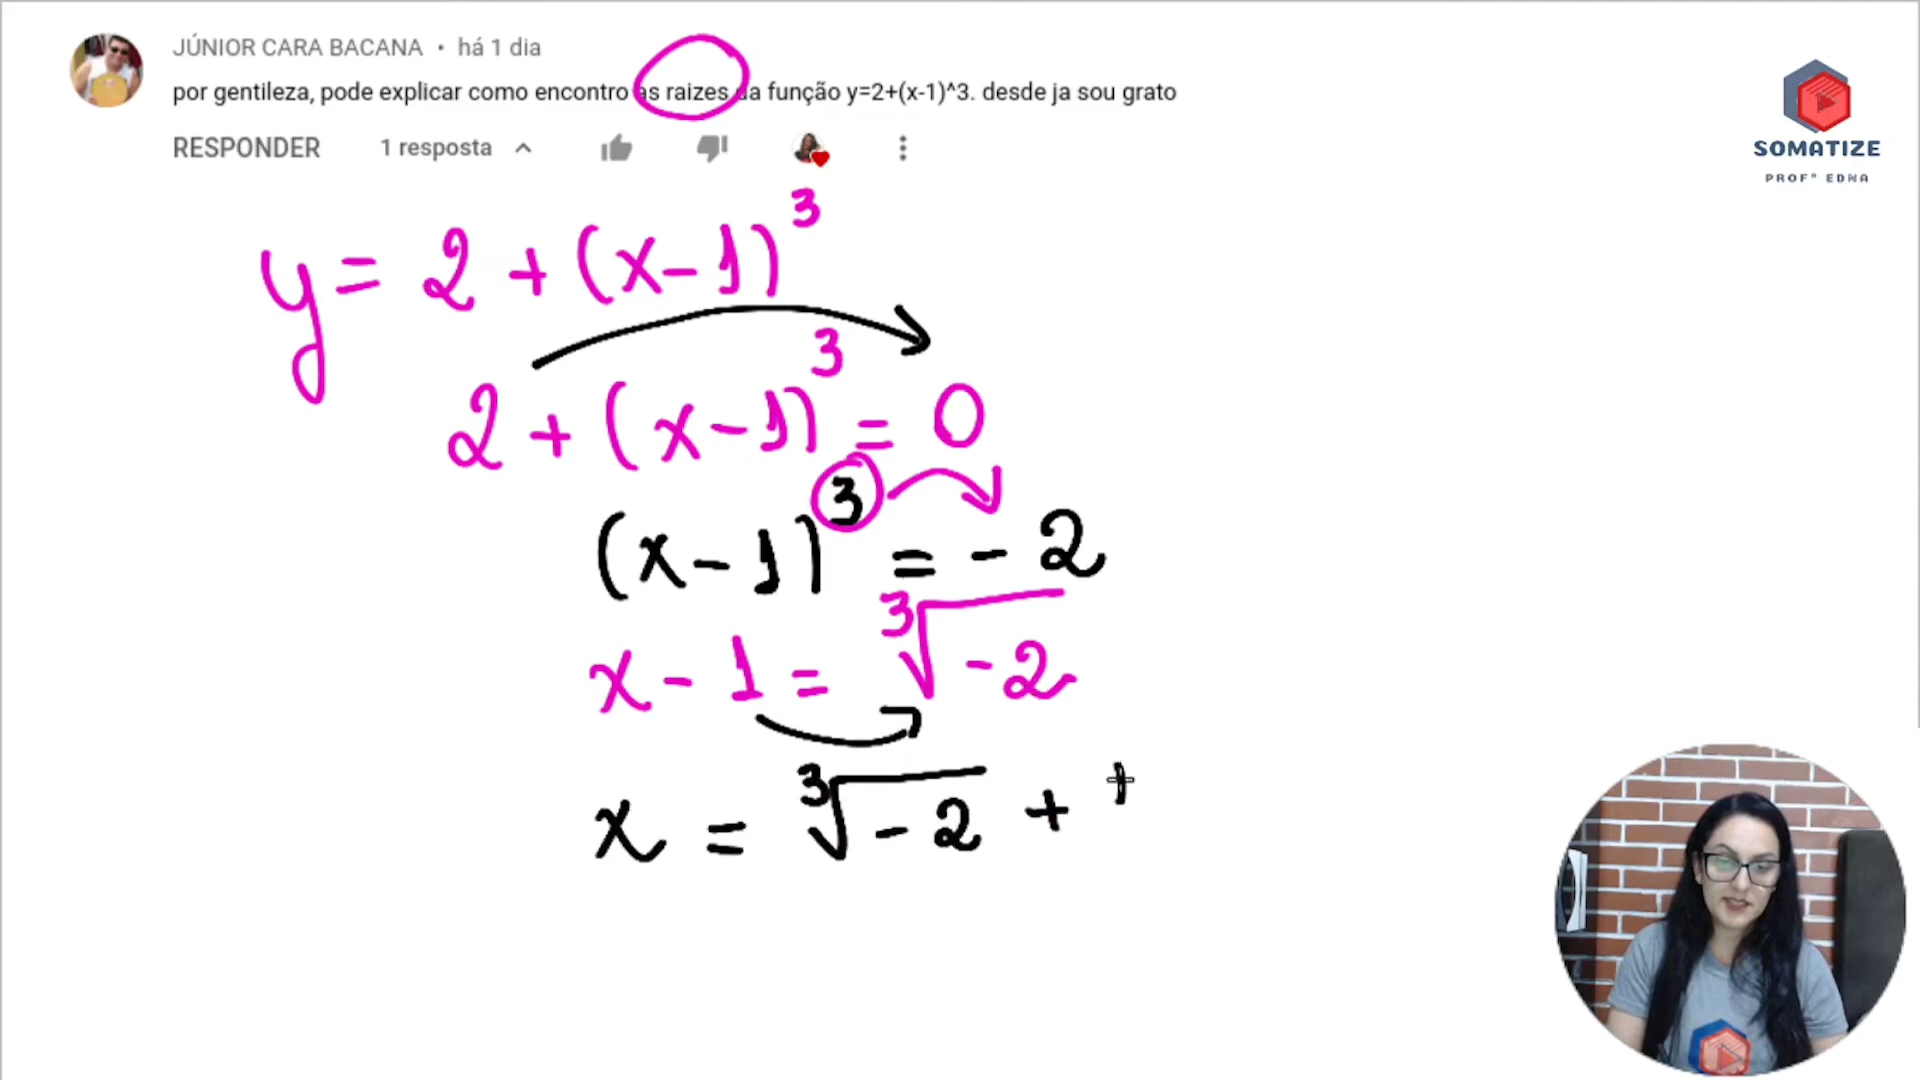 JÚNIOR CARA BACANA • há 1 dia
por gentileza, pode explicar como encontro as raizes da função y=2+(x-1)^3. desde ja sou grato
RESPONDER 1 resposta
SOMATIZE
PROFª EDNA
y = 2 + (x-1)^3
2 + (x-1)^3 = 0
(x-1)^3 = -2
x - 1 = ∛-2
x = ∛-2 +